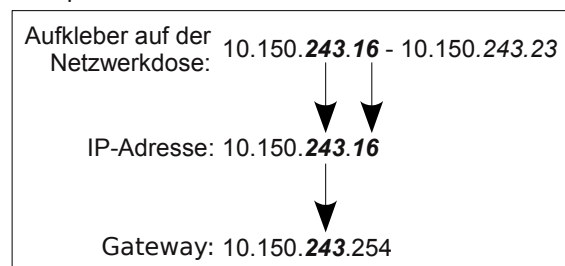 Aufkleber auf der
Netzwerkdose: 10.150.243.16 - 10.150.243.23
IP-Adresse: 10.150.243.16
Gateway: 10.150.243.254